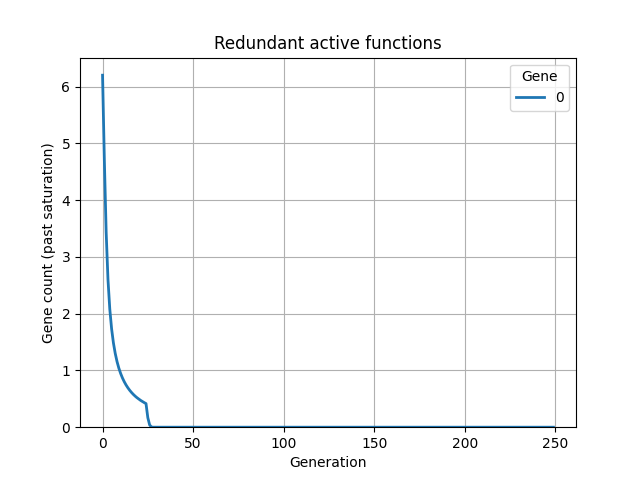 Redundant active functions
Gene
0
Gene count (past saturation)
6
5
4
3
2
1
0
0 50 100 150 200 250
Generation